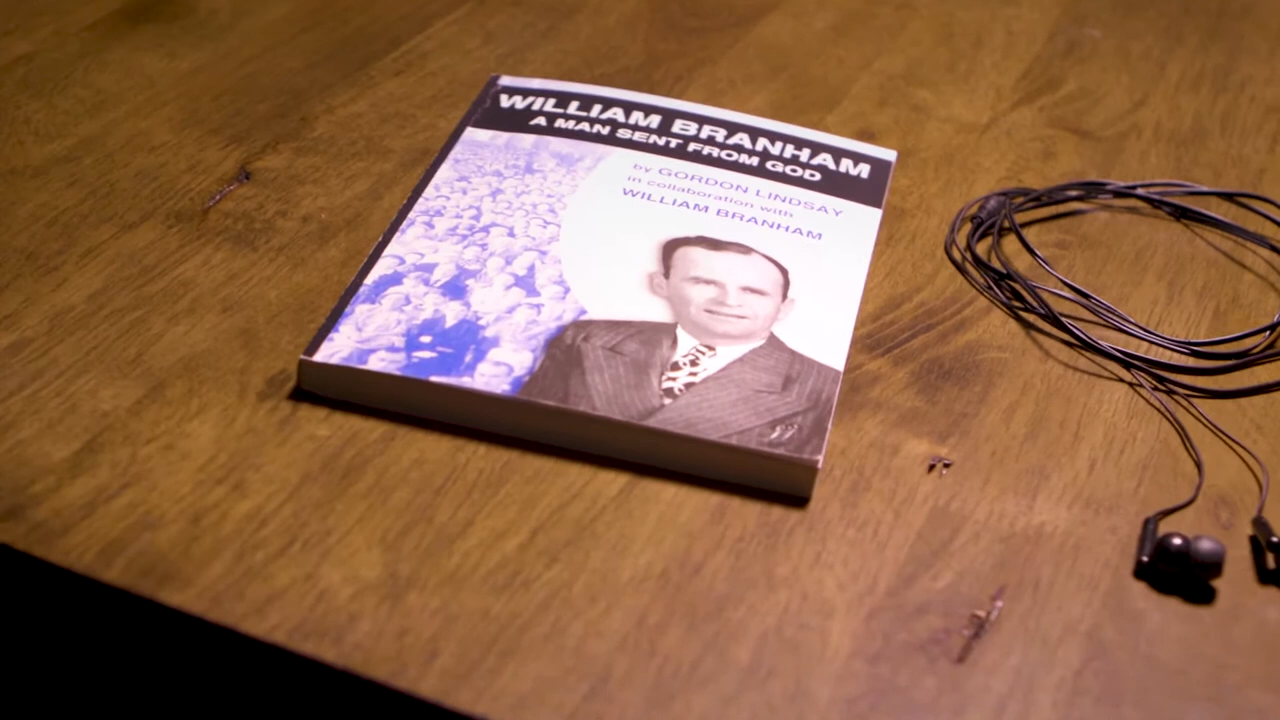 WILLIAM BRANHAM
A MAN SENT FROM GOD
by GORDON LINDSAY
in collaboration with
WILLIAM BRANHAM